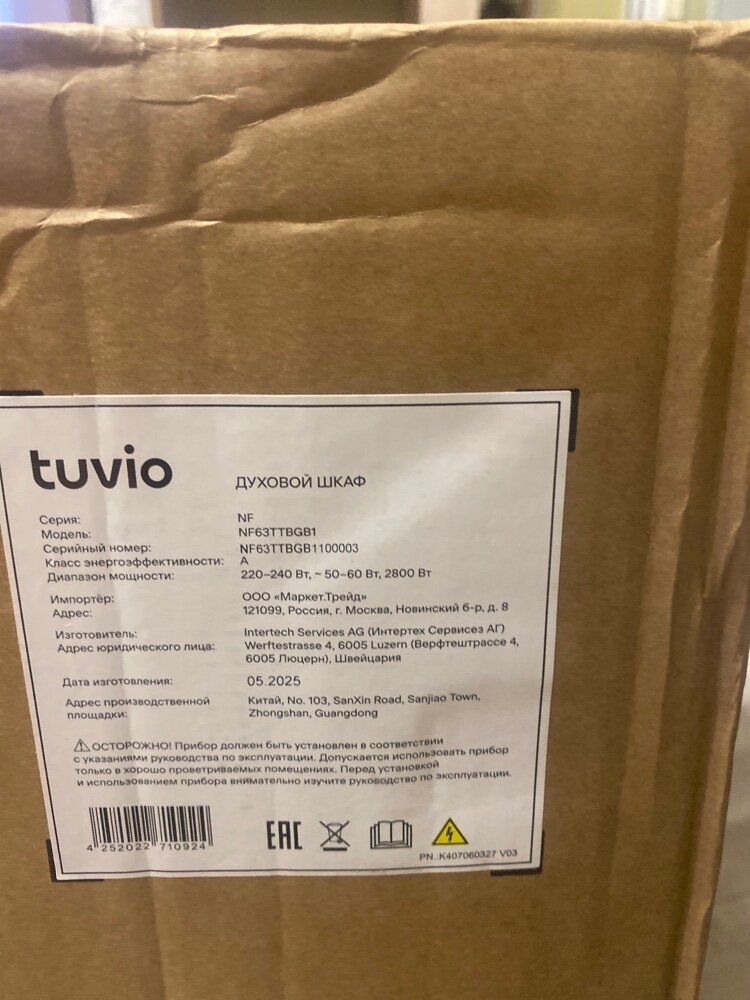 tuvio
ДУХОВОЙ ШКАФ
Серия: NF
Модель: NF63TTBGB1
Серийный номер: NF63TTBGB1100003
Класс энергоэффективности: A
Диапазон мощности: 220–240 Вт, ~ 50–60 Вт, 2800 Вт
Импортёр: ООО «Маркет.Трейд»
Адрес: 121099, Россия, г. Москва, Новинский б-р, д. 8
Изготовитель: Intertech Services AG (Интертех Сервисез АГ)
Адрес юридического лица: Werftestrasse 4, 6005 Luzern (Верфтештрассе 4,
6005 Люцерн), Швейцария
Дата изготовления: 05.2025
Адрес производственной площадки: Китай, No. 103, SanXin Road, Sanjiao Town,
Zhongshan, Guangdong
ОСТОРОЖНО! Прибор должен быть установлен в соответствии
с указаниями руководства по эксплуатации. Допускается использовать прибор
только в хорошо проветриваемых помещениях. Перед установкой
и использованием прибора внимательно изучите руководство по эксплуатации.
4 252022 710924
EAC
PN.:K407060327 V03